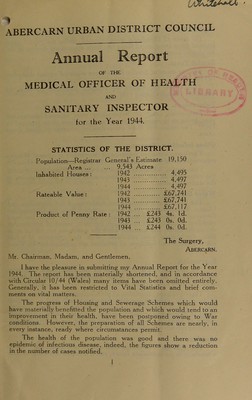 Whitehall.
ABERCARN URBAN DISTRICT COUNCIL
Annual Report
OF THE
MEDICAL OFFICER OF HEALTH
AND
SANITARY INSPECTOR
for the Year 1944.
LIBRARY
STATISTICS OF THE DISTRICT.
Population—Registrar General's Estimate 19,150
Area ... ... 9,543 Acres
Inhabited Houses: 1942 ............ 4,495
1943 ............ 4,497
1944 ............ 4,497
Rateable Value: 1942 ............ £67,741
1943 ............ £67,741
1944 ............ £67,117
Product of Penny Rate: 1942 ... £243 4s. 1d.
1943 ... £243 0s. 0d.
1944 ... £244 0s. 0d.
The Surgery,
ABERCARN.
Mr. Chairman, Madam, and Gentlemen,
I have the pleasure in submitting my Annual Report for the Year
1944. The report has been materially shortened, and in accordance
with Circular 10/44 (Wales) many items have been omitted entirely.
Generally, it has been restricted to Vital Statistics and brief com-
ments on vital matters.
The progress of Housing and Sewerage Schemes which would
have materially benefitted the population and which would tend to an
improvement in their health, have been postponed owing to War
conditions. However, the preparation of all Schemes are nearly, in
every instance, ready where circumstances permit.
The health of the population was good and there was no
epidemic of infectious disease, indeed, the figures show a reduction
in the number of cases notified.
1